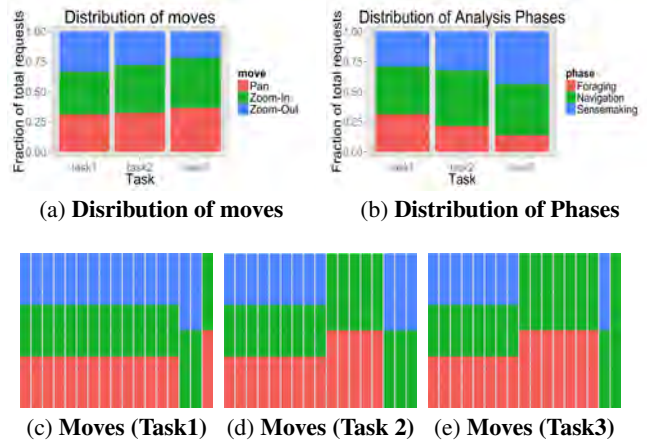 Distribution of moves
Fraction of total requests
1.00
0.75
0.50
0.25
0.00
task1 task2 task3
Task
move
Pan
Zoom-In
Zoom-Out
(a) Disribution of moves
Distribution of Analysis Phases
Fraction of total requests
1.00
0.75
0.50
0.25
0.00
task1 task2 task3
Task
phase
Foraging
Navigation
Sensemaking
(b) Distribution of Phases
(c) Moves (Task1)
(d) Moves (Task 2)
(e) Moves (Task3)